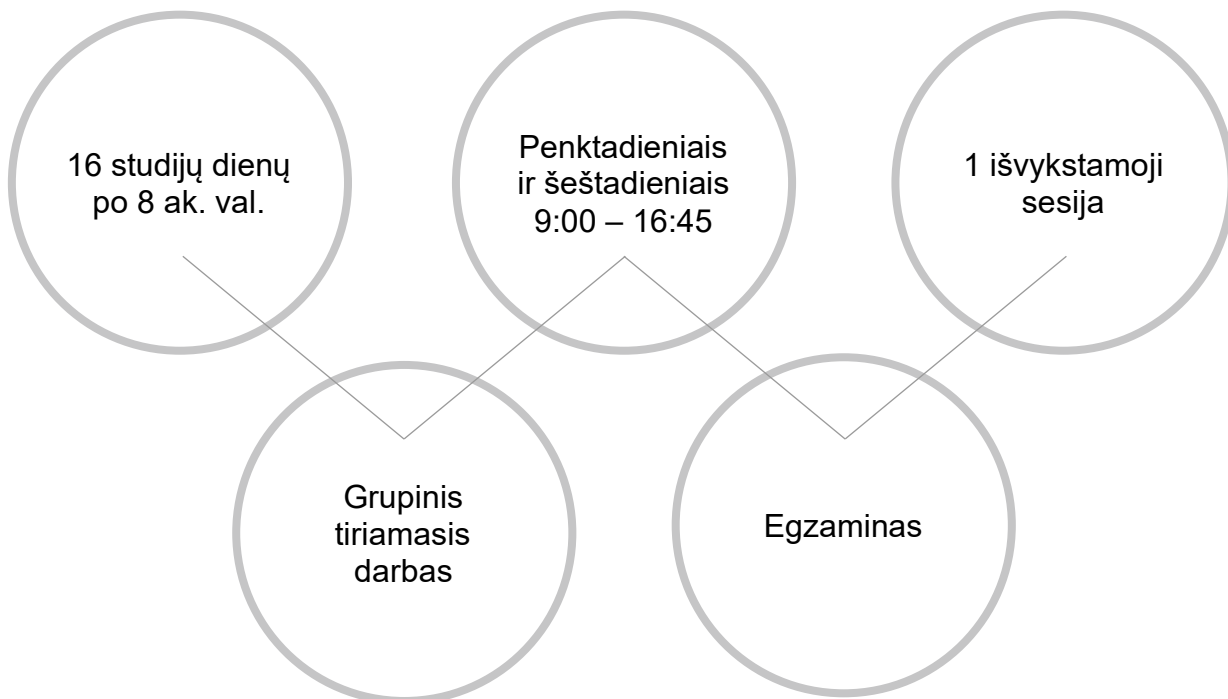 16 studijų dienų
po 8 ak. val.
Penktadieniais
ir šeštadieniais
9:00 – 16:45
1 išvykstamoji
sesija
Grupinis
tiriamasis
darbas
Egzaminas